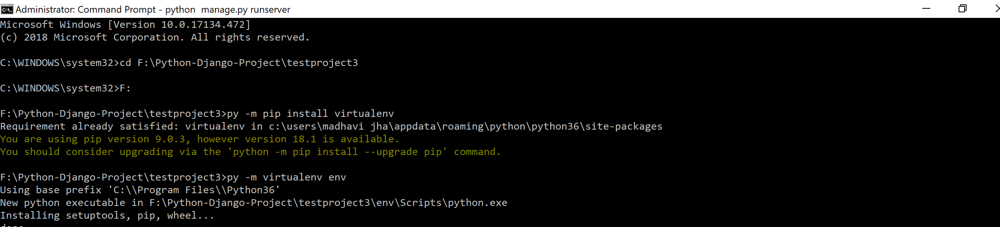 Administrator: Command Prompt - python  manage.py runserver
Microsoft Windows [Version 10.0.17134.472]
(c) 2018 Microsoft Corporation. All rights reserved.
C:\WINDOWS\system32>cd F:\Python-Django-Project\testproject3
C:\WINDOWS\system32>F:
F:\Python-Django-Project\testproject3>py -m pip install virtualenv
Requirement already satisfied: virtualenv in c:\users\madhavi jha\appdata\roaming\python\python36\site-packages
You are using pip version 9.0.3, however version 18.1 is available.
You should consider upgrading via the 'python -m pip install --upgrade pip' command.
F:\Python-Django-Project\testproject3>py -m virtualenv env
Using base prefix 'C:\\Program Files\\Python36'
New python executable in F:\Python-Django-Project\testproject3\env\Scripts\python.exe
Installing setuptools, pip, wheel...
done